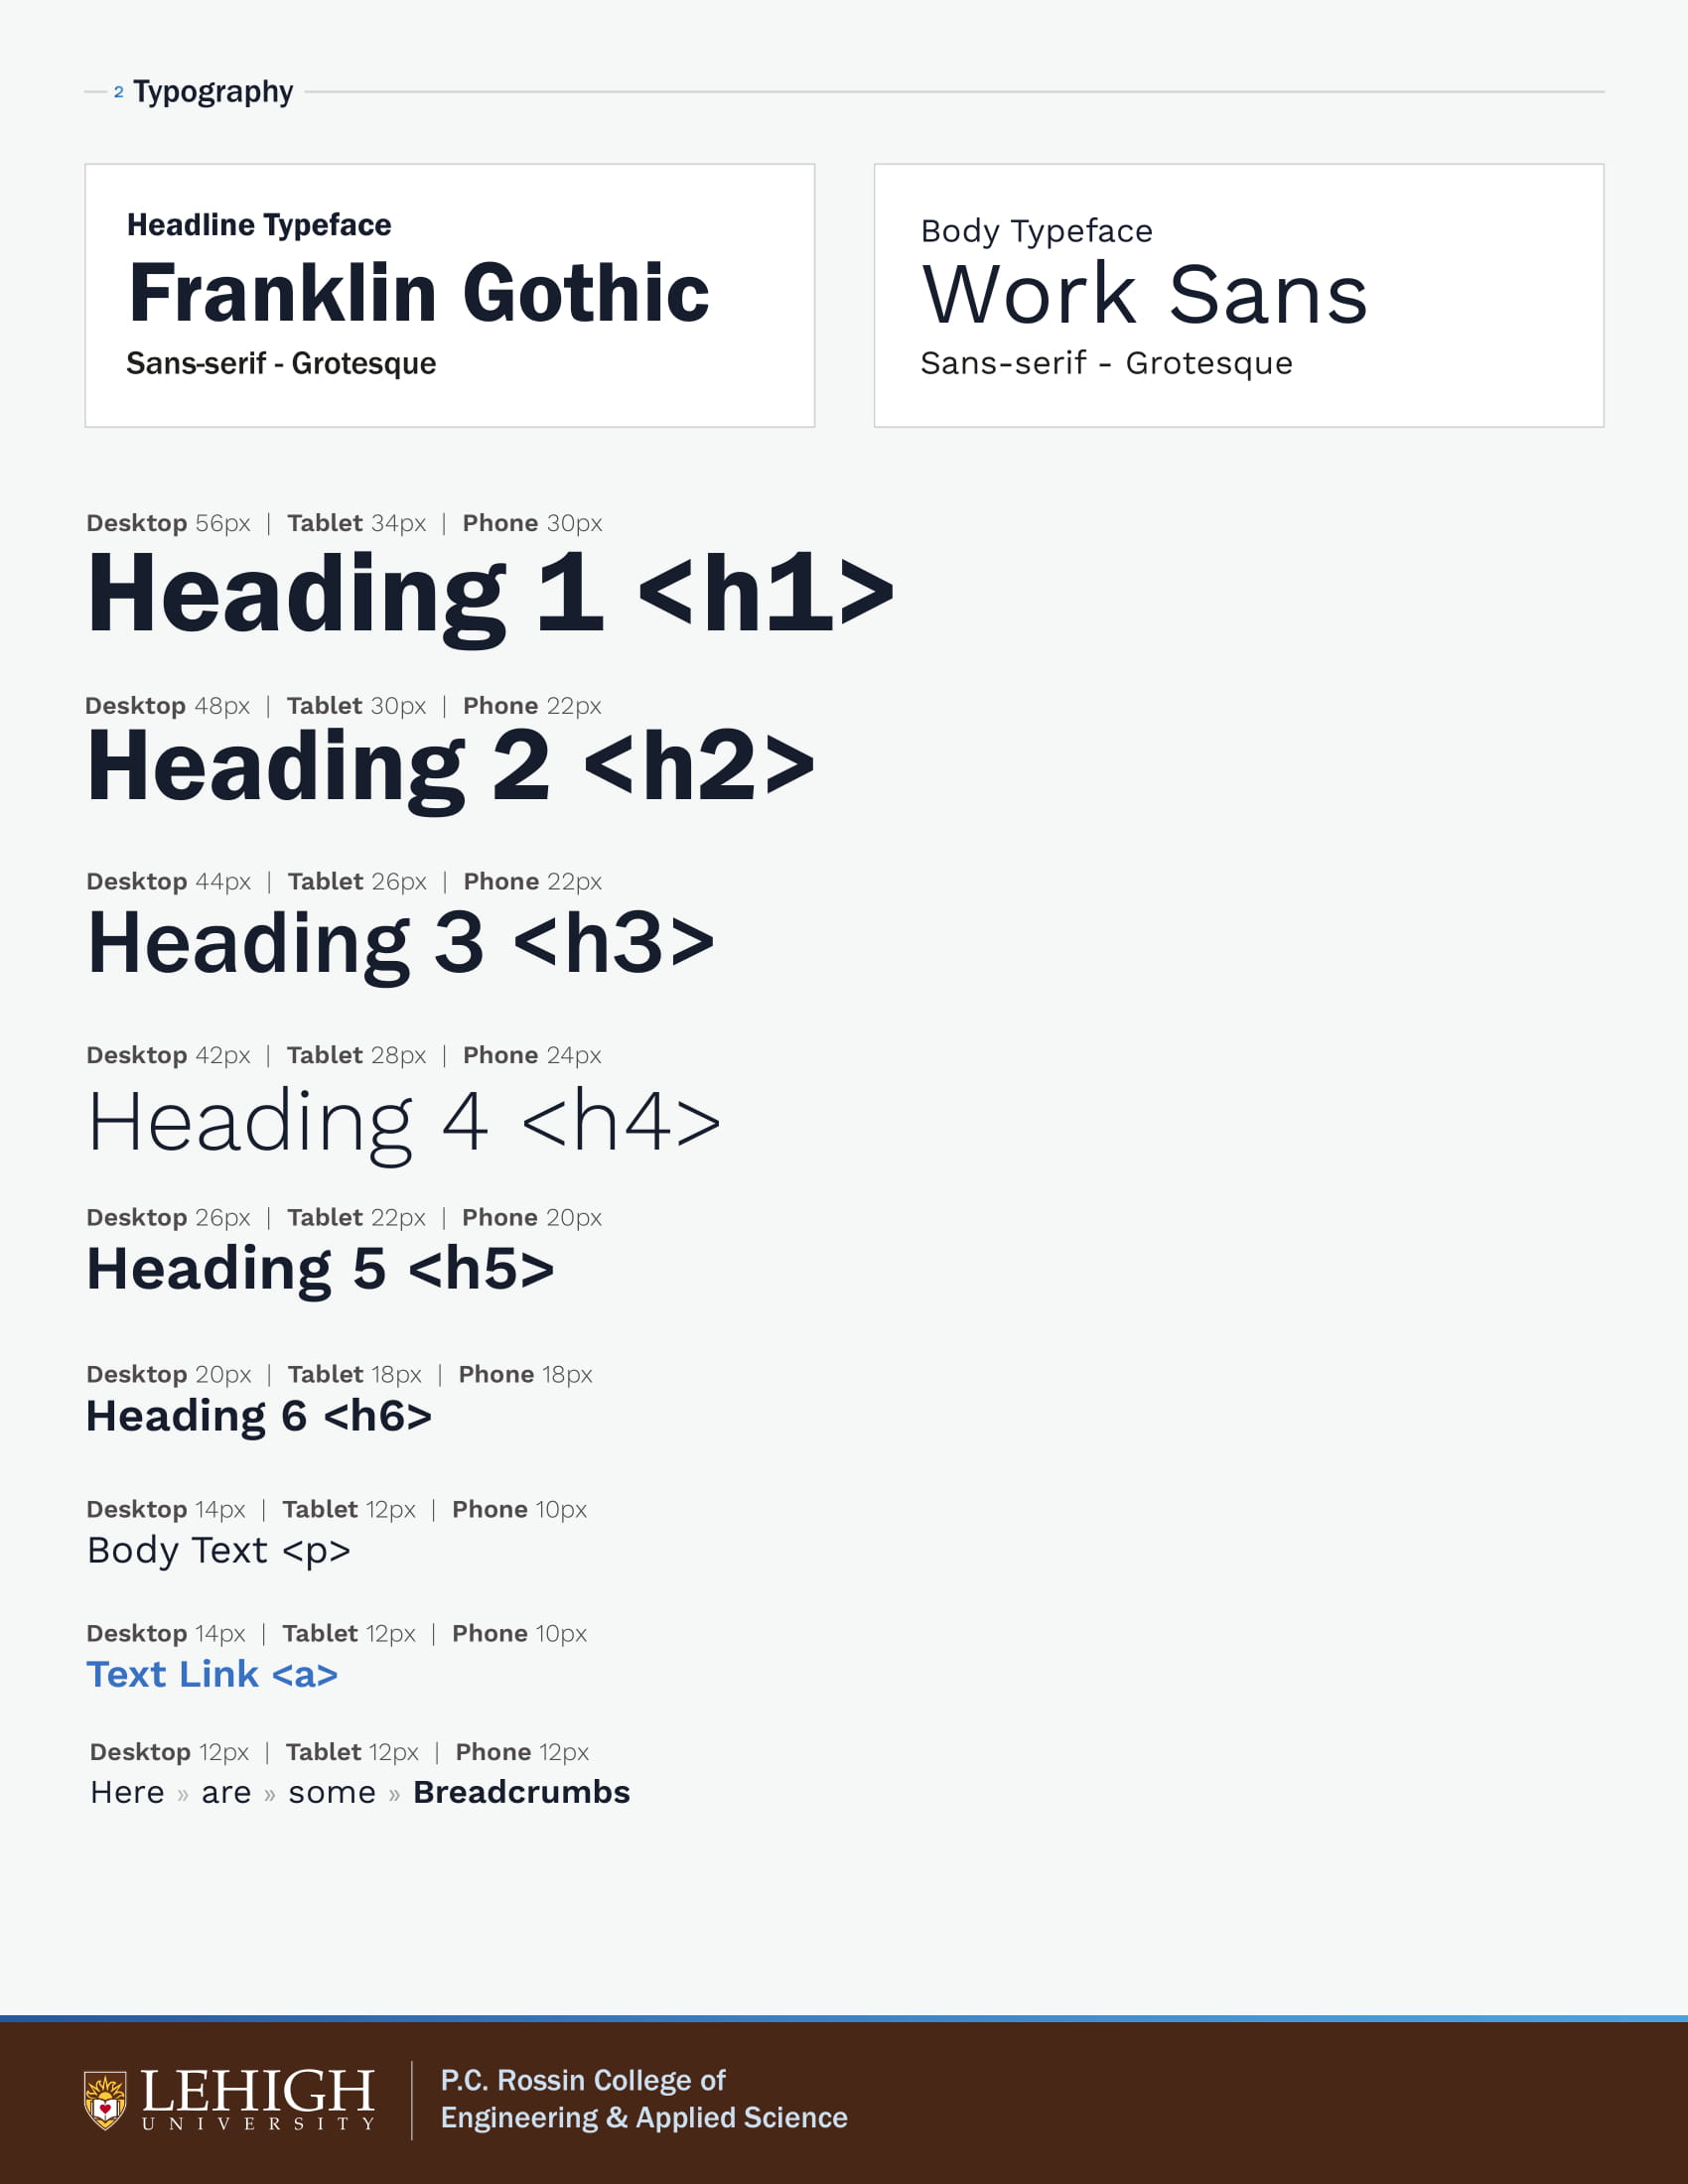 2 Typography
Headline Typeface
Franklin Gothic
Sans-serif - Grotesque
Body Typeface
Work Sans
Sans-serif - Grotesque
Desktop 56px | Tablet 34px | Phone 30px
Heading 1 <h1>
Desktop 48px | Tablet 30px | Phone 22px
Heading 2 <h2>
Desktop 44px | Tablet 26px | Phone 22px
Heading 3 <h3>
Desktop 42px | Tablet 28px | Phone 24px
Heading 4 <h4>
Desktop 26px | Tablet 22px | Phone 20px
Heading 5 <h5>
Desktop 20px | Tablet 18px | Phone 18px
Heading 6 <h6>
Desktop 14px | Tablet 12px | Phone 10px
Body Text <p>
Desktop 14px | Tablet 12px | Phone 10px
Text Link <a>
Desktop 12px | Tablet 12px | Phone 12px
Here » are » some » Breadcrumbs
LEHIGH
UNIVERSITY
P.C. Rossin College of
Engineering & Applied Science